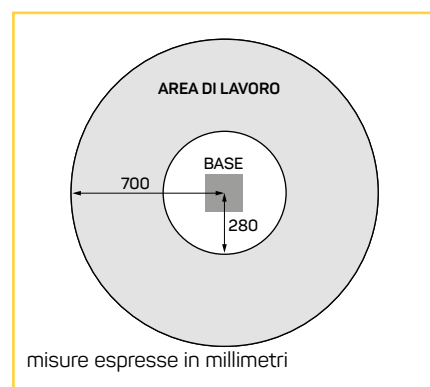 AREA DI LAVORO
BASE
700
280
misure espresse in millimetri